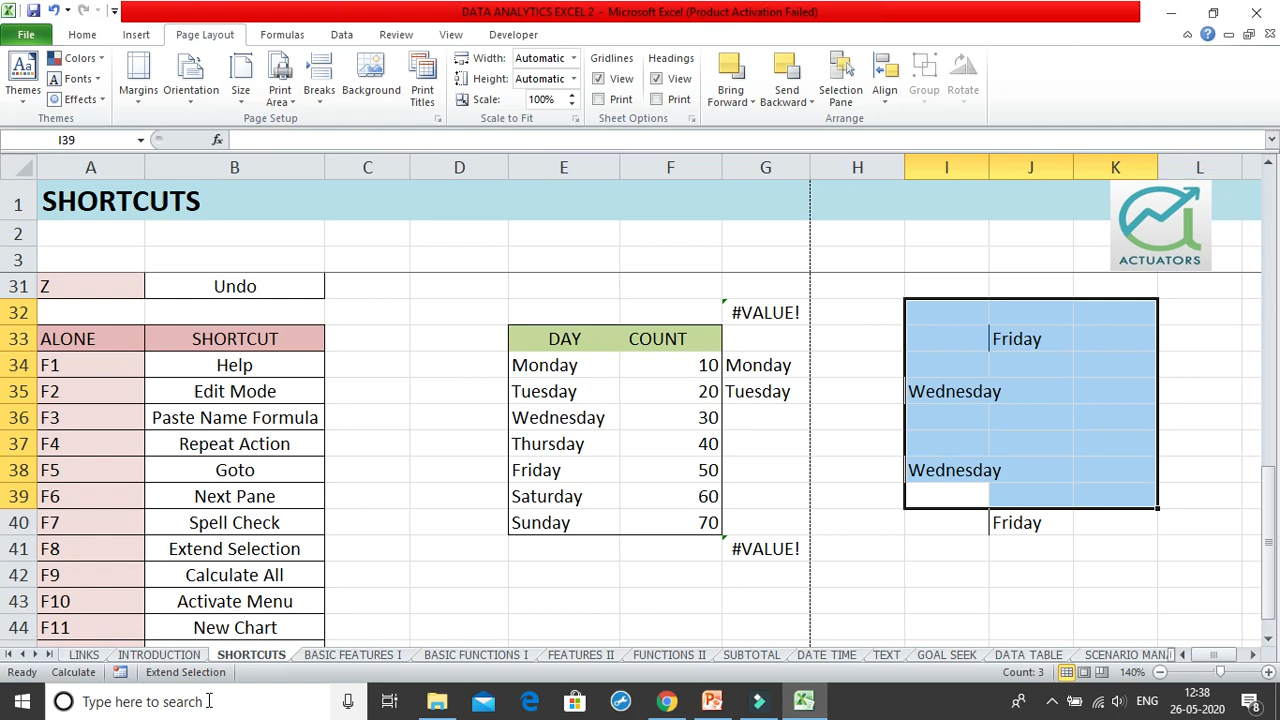 DATA ANALYTICS EXCEL 2 - Microsoft Excel (Product Activation Failed)
File Home Insert Page Layout Formulas Data Review View Developer
Themes Colors Fonts Effects Margins Orientation Size Print Area Breaks Background Print Titles
Width: Automatic Height: Automatic Scale: 100%
Gridlines View Print Headings View Print
Bring Forward Send Backward Selection Pane Align Group Rotate
Themes Page Setup Scale to Fit Sheet Options Arrange
I39 fx
A B C D E F G H I J K L
1 SHORTCUTS
ACTUATORS
2
3
31 Z Undo
32 #VALUE!
33 ALONE SHORTCUT DAY COUNT Friday
34 F1 Help Monday 10 Monday
35 F2 Edit Mode Tuesday 20 Tuesday Wednesday
36 F3 Paste Name Formula Wednesday 30
37 F4 Repeat Action Thursday 40
38 F5 Goto Friday 50 Wednesday
39 F6 Next Pane Saturday 60
40 F7 Spell Check Sunday 70 Friday
41 F8 Extend Selection #VALUE!
42 F9 Calculate All
43 F10 Activate Menu
44 F11 New Chart
LINKS INTRODUCTION SHORTCUTS BASIC FEATURES I BASIC FUNCTIONS I FEATURES II FUNCTIONS II SUBTOTAL DATE TIME TEXT GOAL SEEK DATA TABLE SCENARIO MAN
Ready Calculate Extend Selection Count: 3 140%
Type here to search ENG 12:38
26-05-2020 8